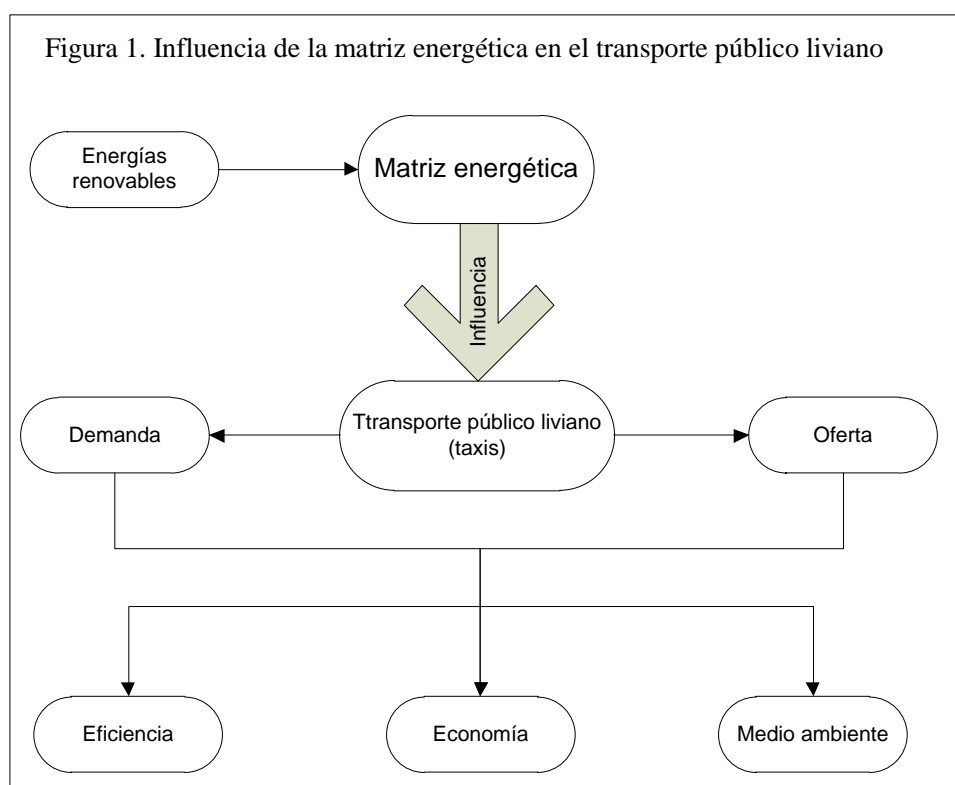 Figura 1. Influencia de la matriz energética en el transporte público liviano
Energías
renovables
Matriz energética
Influencia
Demanda
Ttransporte público liviano
(taxis)
Oferta
Eficiencia
Economía
Medio ambiente